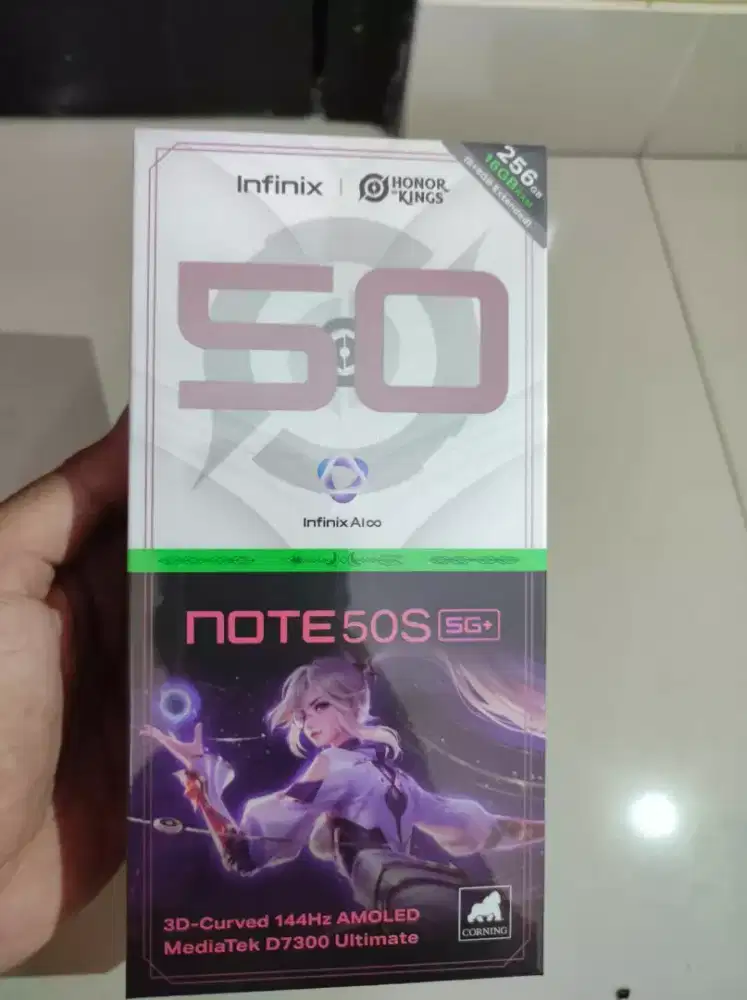 Infinix | HONOR OF KINGS
256GB
16GB RAM
(8+8GB Extended)
50
Infinix AI∞
NOTE 50S 5G+
3D-Curved 144Hz AMOLED
MediaTek D7300 Ultimate
CORNING